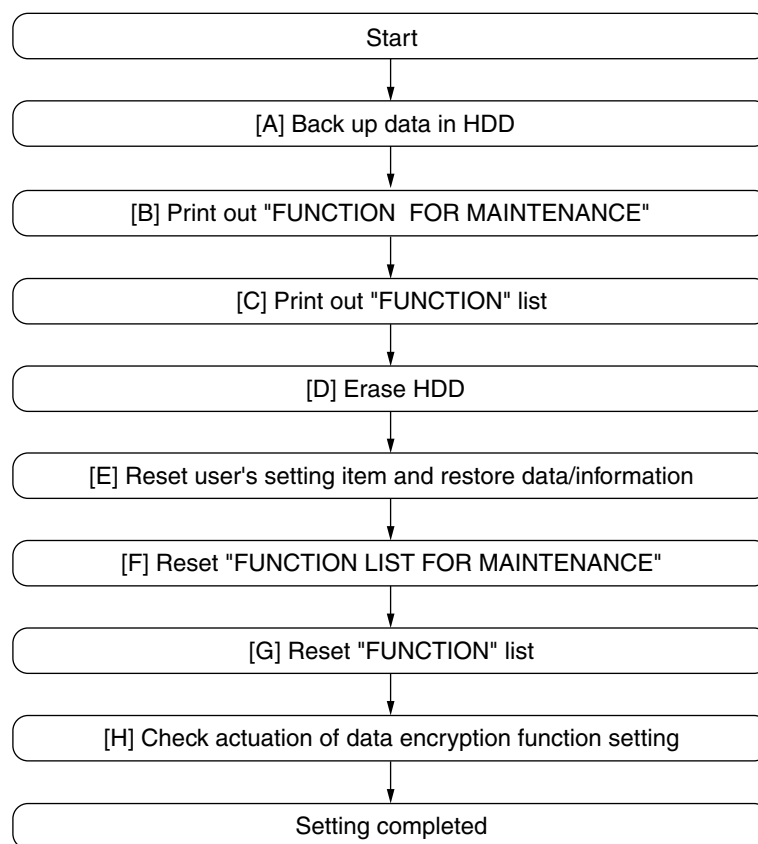 Start
[A] Back up data in HDD
[B] Print out "FUNCTION FOR MAINTENANCE"
[C] Print out "FUNCTION" list
[D] Erase HDD
[E] Reset user's setting item and restore data/information
[F] Reset "FUNCTION LIST FOR MAINTENANCE"
[G] Reset "FUNCTION" list
[H] Check actuation of data encryption function setting
Setting completed